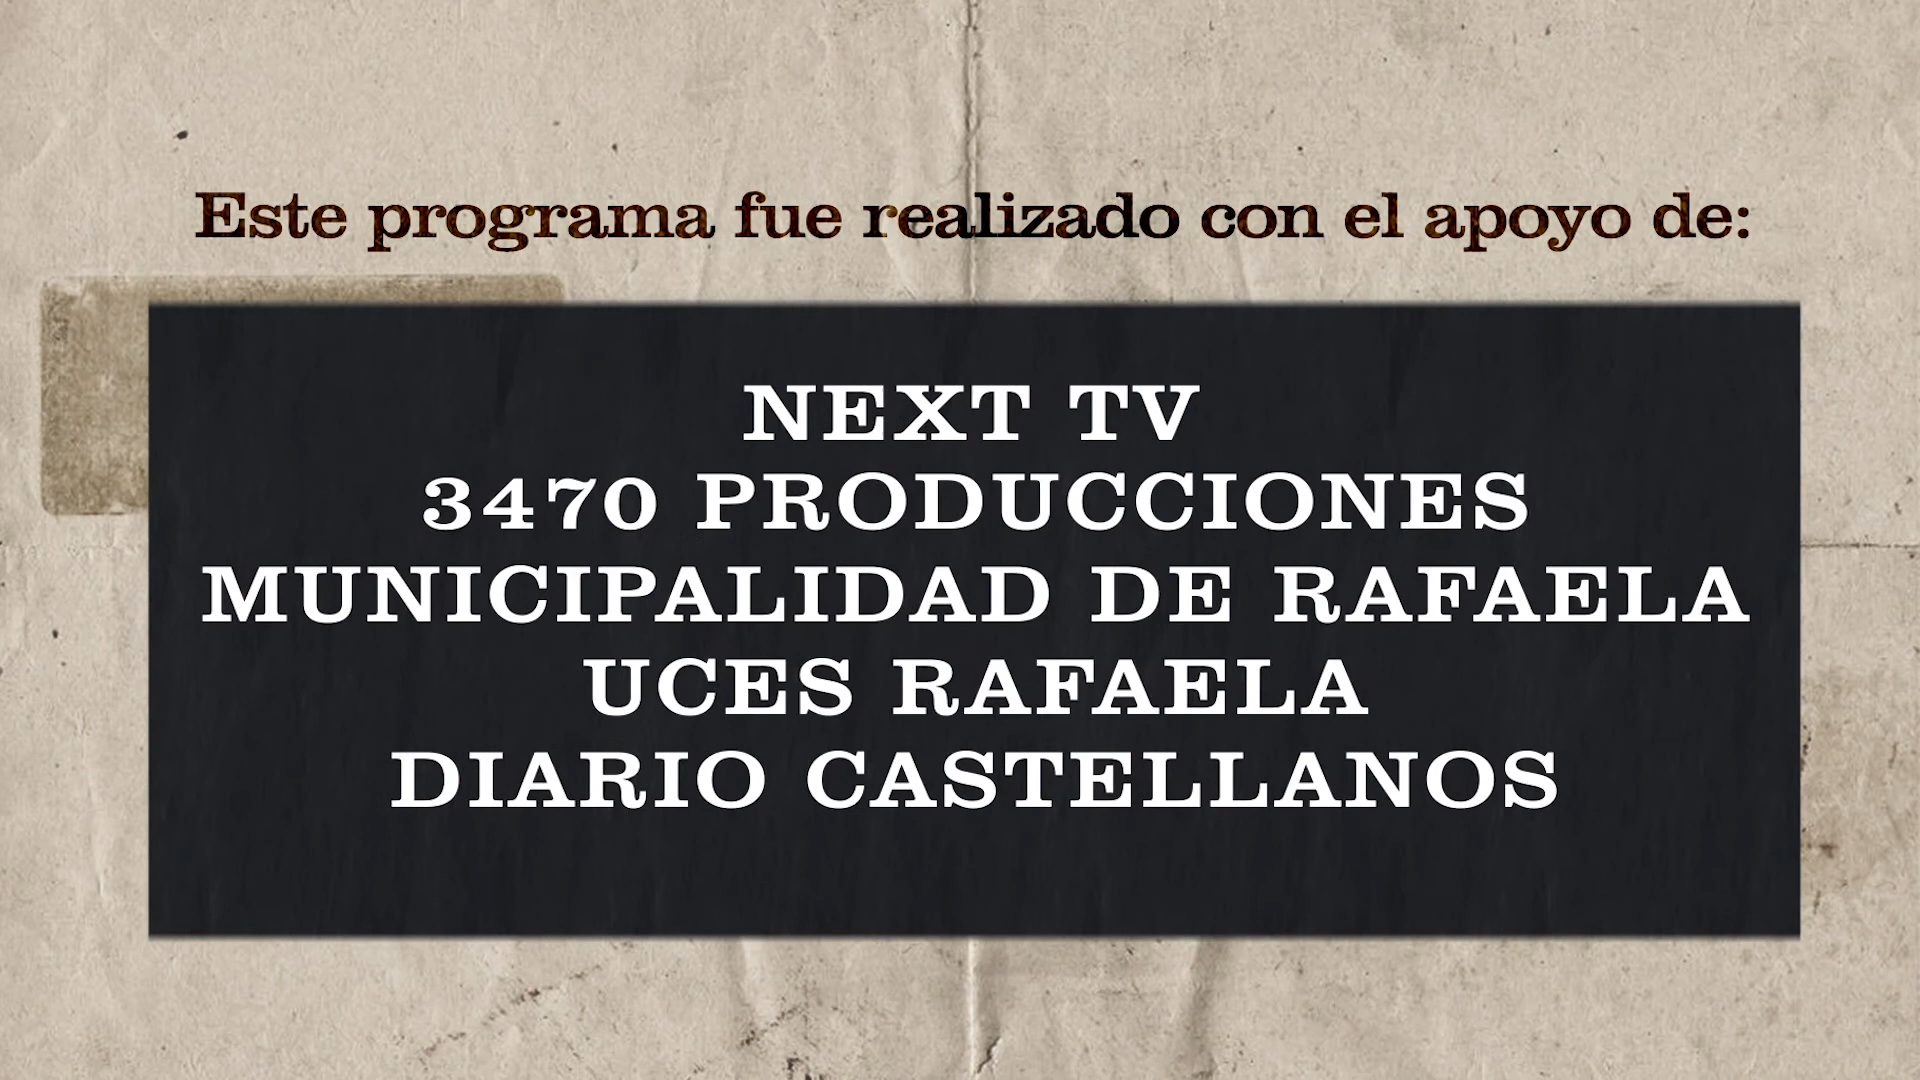 Este programa fue realizado con el apoyo de:
NEXT TV
3470 PRODUCCIONES
MUNICIPALIDAD DE RAFAELA
UCES RAFAELA
DIARIO CASTELLANOS